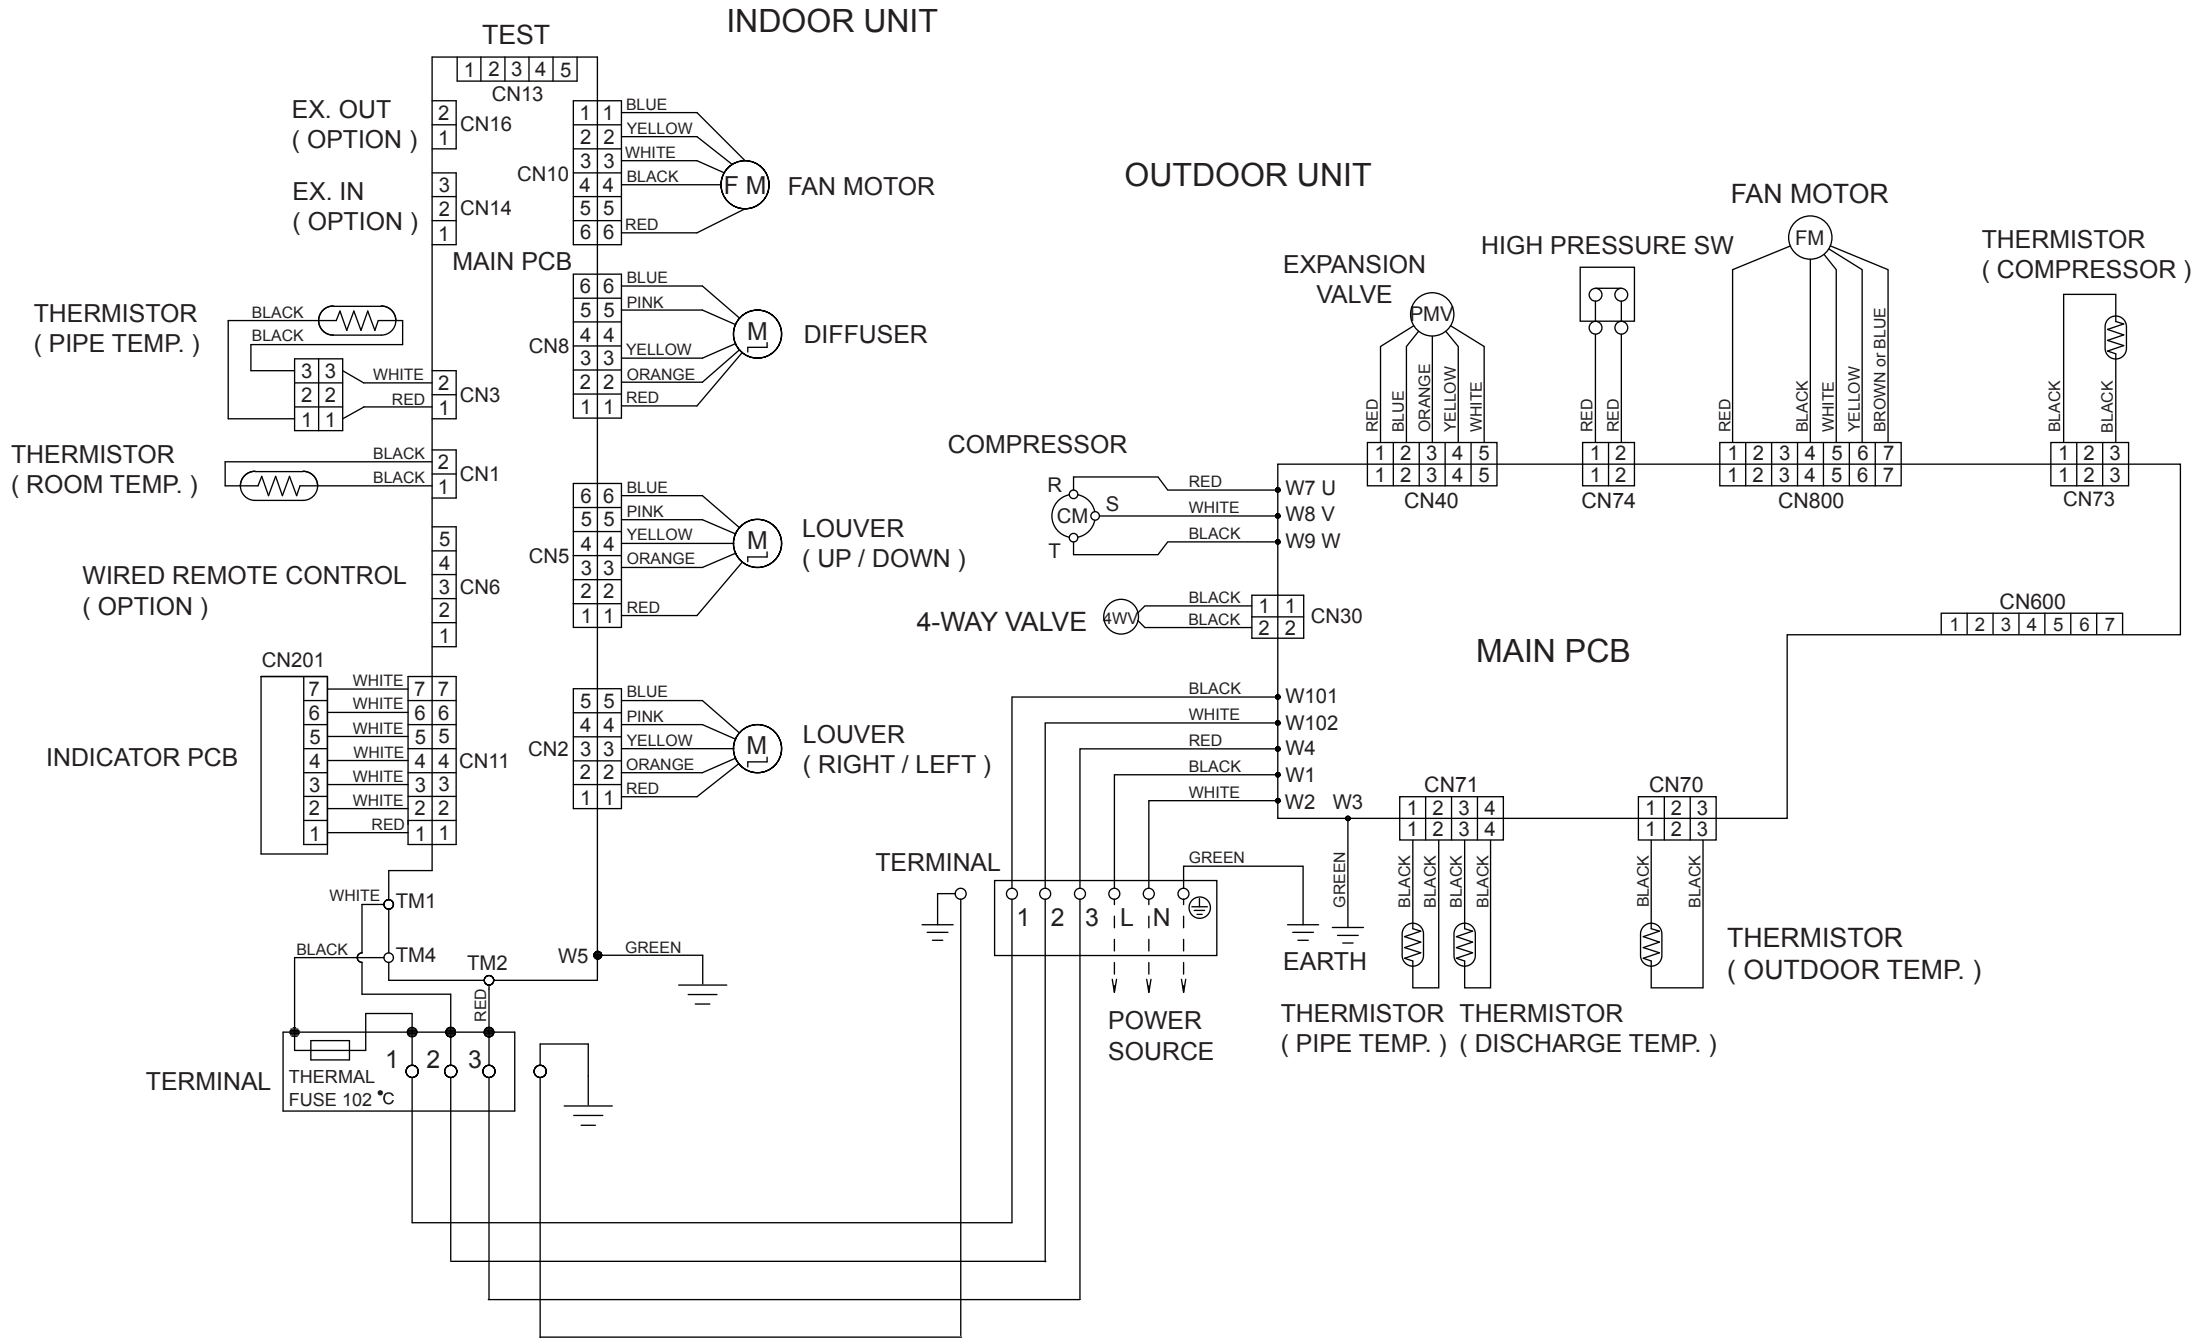 INDOOR UNIT
TEST
1 2 3 4 5
CN13
EX. OUT
( OPTION )
2
1
CN16
EX. IN
( OPTION )
3
2
1
CN14
MAIN PCB
CN10
1 1 BLUE
2 2 YELLOW
3 3 WHITE
4 4 BLACK
5 5
6 6 RED
F M
FAN MOTOR
CN8
6 6 BLUE
5 5 PINK
4 4
3 3 YELLOW
2 2 ORANGE
1 1 RED
M
DIFFUSER
THERMISTOR
( PIPE TEMP. )
BLACK
BLACK
3 3
2 2
1 1
WHITE 2
RED 1
CN3
THERMISTOR
( ROOM TEMP. )
BLACK 2
BLACK 1
CN1
CN5
6 6 BLUE
5 5 PINK
4 4 YELLOW
3 3 ORANGE
2 2
1 1 RED
M
LOUVER
( UP / DOWN )
WIRED REMOTE CONTROL
( OPTION )
5
4
3
2
1
CN6
CN201
INDICATOR PCB
7 WHITE 7 7
6 WHITE 6 6
5 WHITE 5 5
4 WHITE 4 4
3 WHITE 3 3
2 WHITE 2 2
1 RED 1 1
CN11
CN2
5 5 BLUE
4 4 PINK
3 3 YELLOW
2 2 ORANGE
1 1 RED
M
LOUVER
( RIGHT / LEFT )
WHITE TM1
BLACK TM4
TM2
RED
W5 GREEN
TERMINAL
1 2 3
THERMAL
FUSE 102 °C
OUTDOOR UNIT
EXPANSION
VALVE
PMV
RED
BLUE
ORANGE
YELLOW
WHITE
1 2 3 4 5
1 2 3 4 5
CN40
HIGH PRESSURE SW
RED
RED
1 2
1 2
CN74
FAN MOTOR
FM
RED
BLACK
WHITE
YELLOW
BROWN or BLUE
1 2 3 4 5 6 7
1 2 3 4 5 6 7
CN800
THERMISTOR
( COMPRESSOR )
BLACK
BLACK
1 2 3
1 2 3
CN73
COMPRESSOR
R
S
T
CM
RED W7 U
WHITE W8 V
BLACK W9 W
4-WAY VALVE
4WV
BLACK 1 1
BLACK 2 2
CN30
MAIN PCB
CN600
1 2 3 4 5 6 7
BLACK W101
WHITE W102
RED W4
BLACK W1
WHITE W2
W3
GREEN
CN71
1 2 3 4
1 2 3 4
BLACK
BLACK
BLACK
BLACK
CN70
1 2 3
1 2 3
BLACK
BLACK
TERMINAL
GREEN
1 2 3 L N
EARTH
POWER
SOURCE
THERMISTOR
( PIPE TEMP. )
THERMISTOR
( DISCHARGE TEMP. )
THERMISTOR
( OUTDOOR TEMP. )